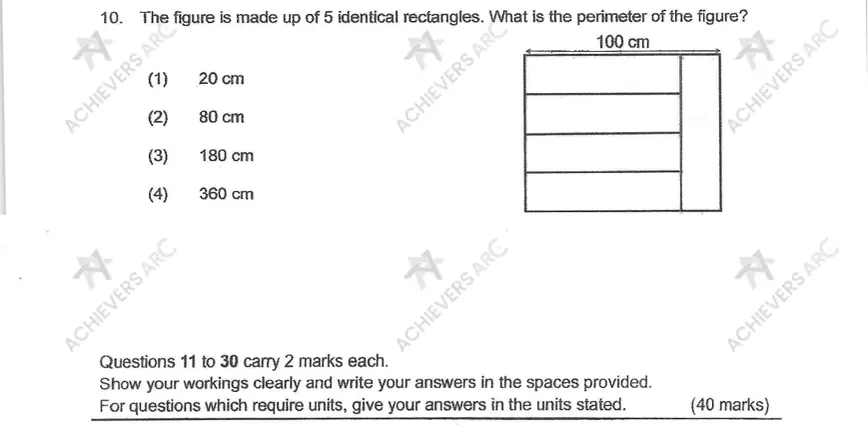 10. The figure is made up of 5 identical rectangles. What is the perimeter of the figure?
100 cm
(1) 20 cm
(2) 80 cm
(3) 180 cm
(4) 360 cm
ACHIEVERS ARC
ACHIEVERS ARC
ACHIEVERS ARC
ACHIEVERS ARC
ACHIEVERS ARC
ACHIEVERS ARC
Questions 11 to 30 carry 2 marks each.
Show your workings clearly and write your answers in the spaces provided.
For questions which require units, give your answers in the units stated. (40 marks)